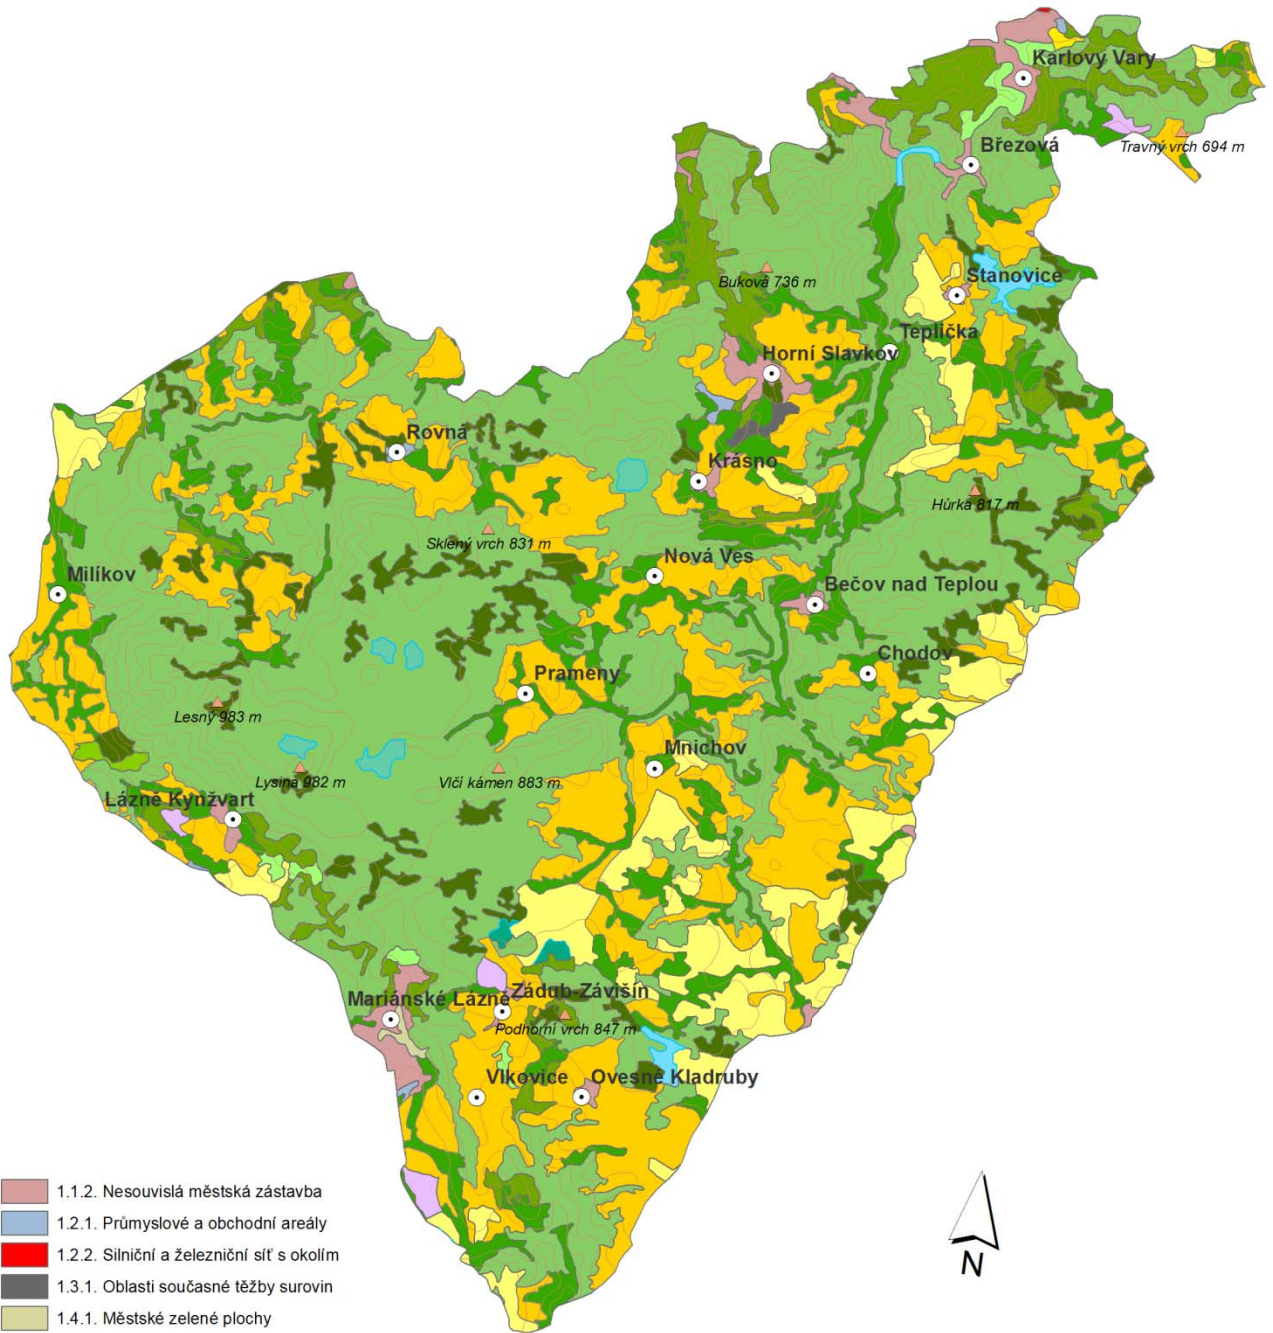 Karlovy Vary
Březová
Travný vrch 694 m
Stanovice
Buková 736 m
Teplička
Horní Slavkov
Rovná
Krásno
Hůrka 817 m
Sklený vrch 831 m
Nová Ves
Milíkov
Bečov nad Teplou
Chodov
Prameny
Lesný 983 m
Mnichov
Lysina 982 m
Vlčí kámen 883 m
Lázně Kynžvart
Zádub-Závišín
Mariánské Lázně
Podhorní vrch 847 m
Vlkovice
Ovesné Kladruby
1.1.2. Nesouvislá městská zástavba
1.2.1. Průmyslové a obchodní areály
1.2.2. Silniční a železniční síť s okolím
1.3.1. Oblasti současné těžby surovin
1.4.1. Městské zelené plochy
N